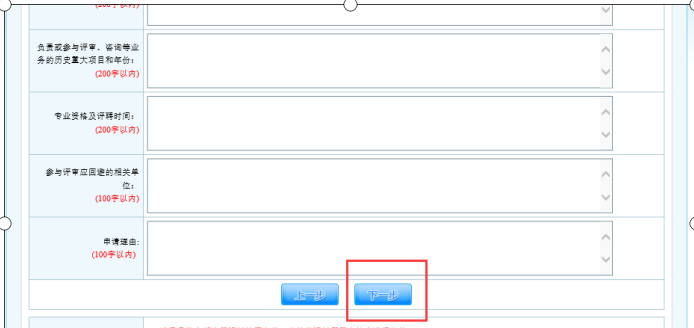 (200字以内)
负责或参与评审、咨询等业
务的历史重大项目和年份:
(200字以内)
专业资格及评聘时间:
(200字以内)
参与评审应回避的相关单
位:
(100字以内)
申请理由:
(100字以内)
上一步 下一步